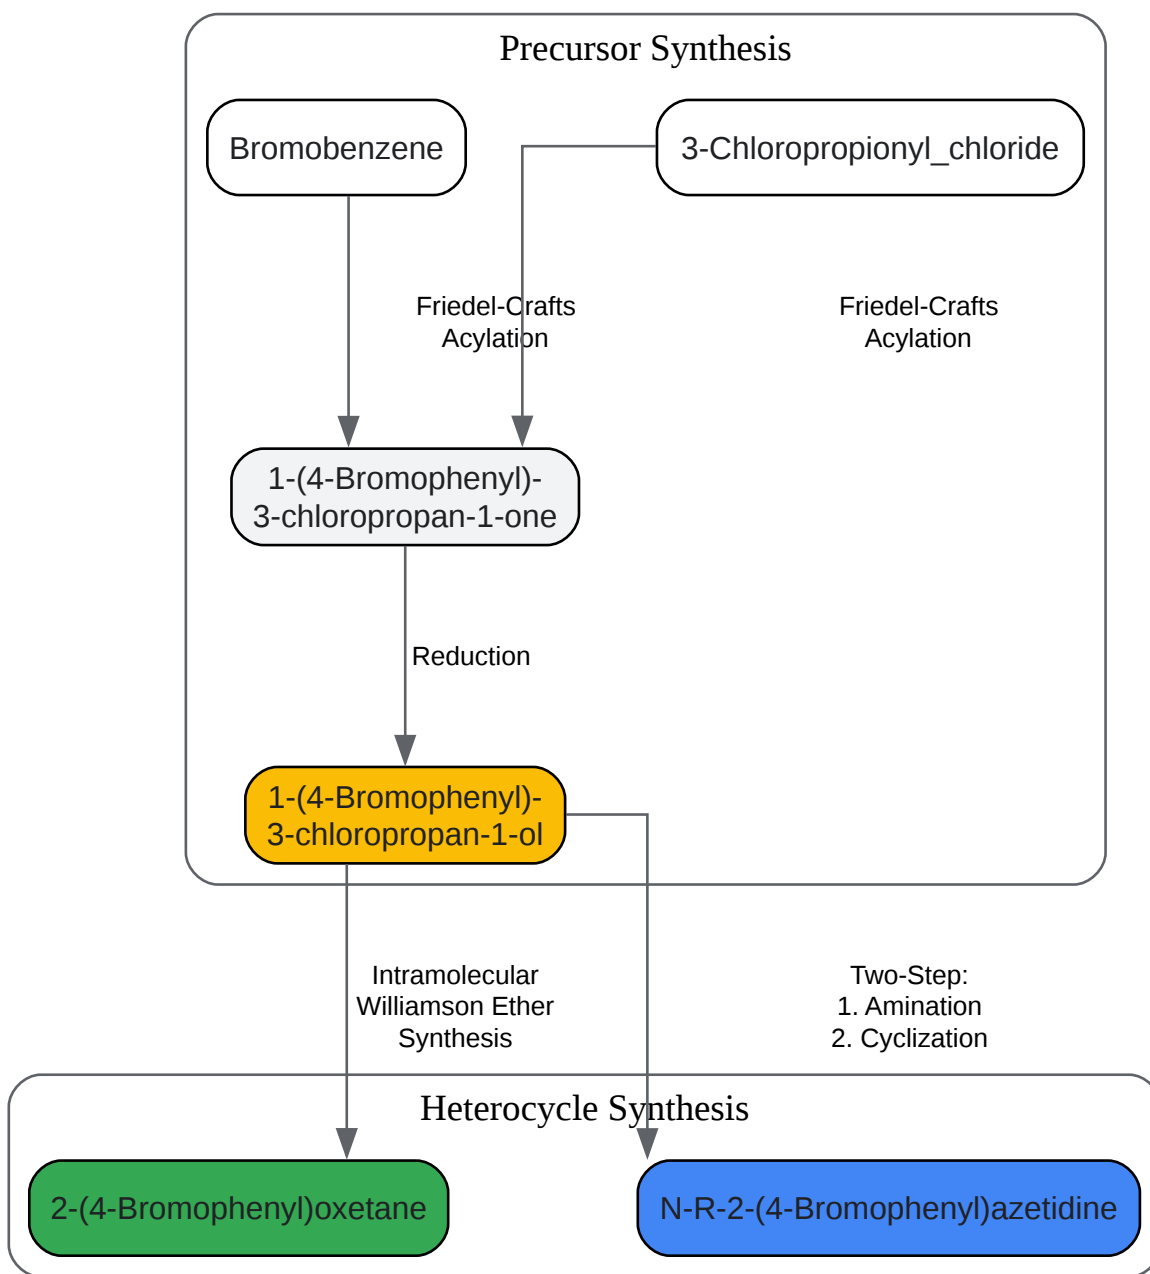 Precursor Synthesis
Bromobenzene
3-Chloropropionyl_chloride
Friedel-Crafts
Acylation
Friedel-Crafts
Acylation
1-(4-Bromophenyl)-
3-chloropropan-1-one
Reduction
1-(4-Bromophenyl)-
3-chloropropan-1-ol
Intramolecular
Williamson Ether
Synthesis
Two-Step:
1. Amination
2. Cyclization
Heterocycle Synthesis
2-(4-Bromophenyl)oxetane
N-R-2-(4-Bromophenyl)azetidine